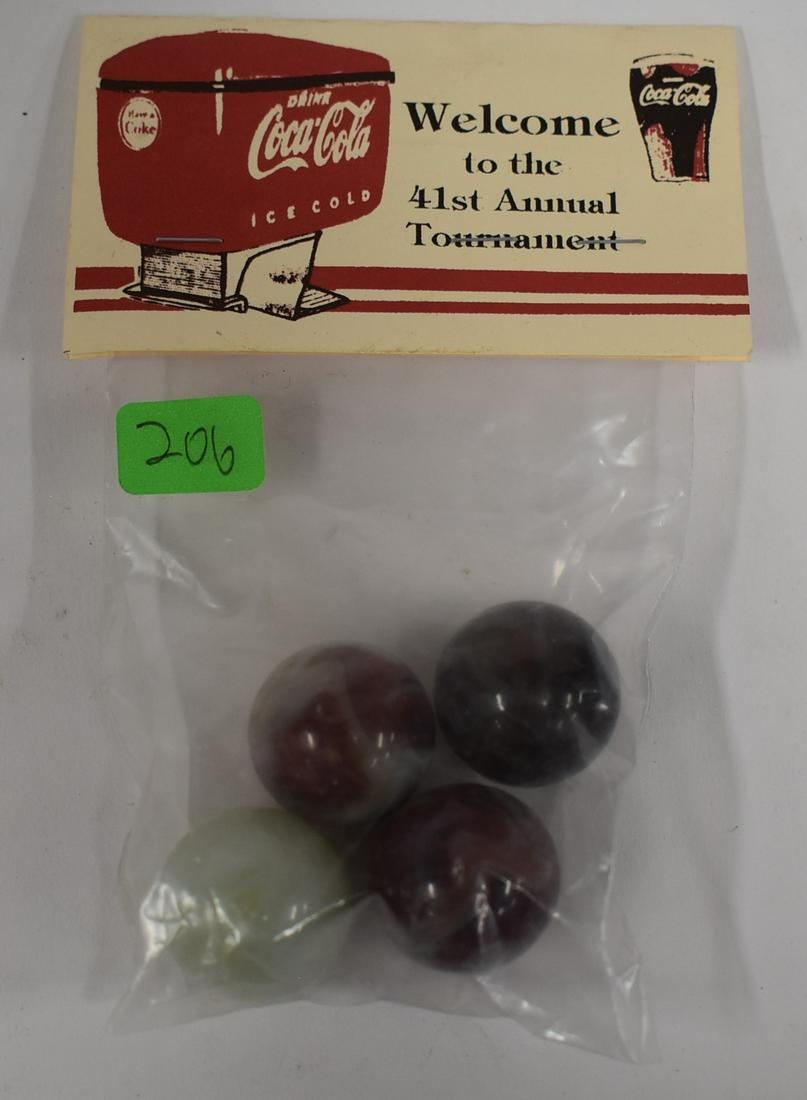 Have a
Coke
DRINK
Coca-Cola
ICE COLD
Welcome
to the
41st Annual
Tournament
Coca-Cola
206